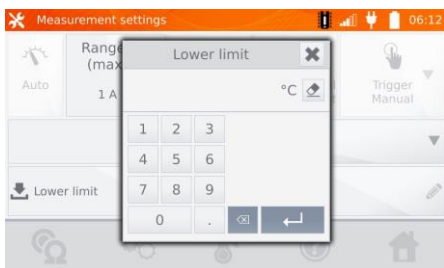 Measurement settings 06:12
Range
(max
1 A
Auto
Lower limit
°C
Trigger
Manual
1 2 3
4 5 6
7 8 9
0 .
Lower limit